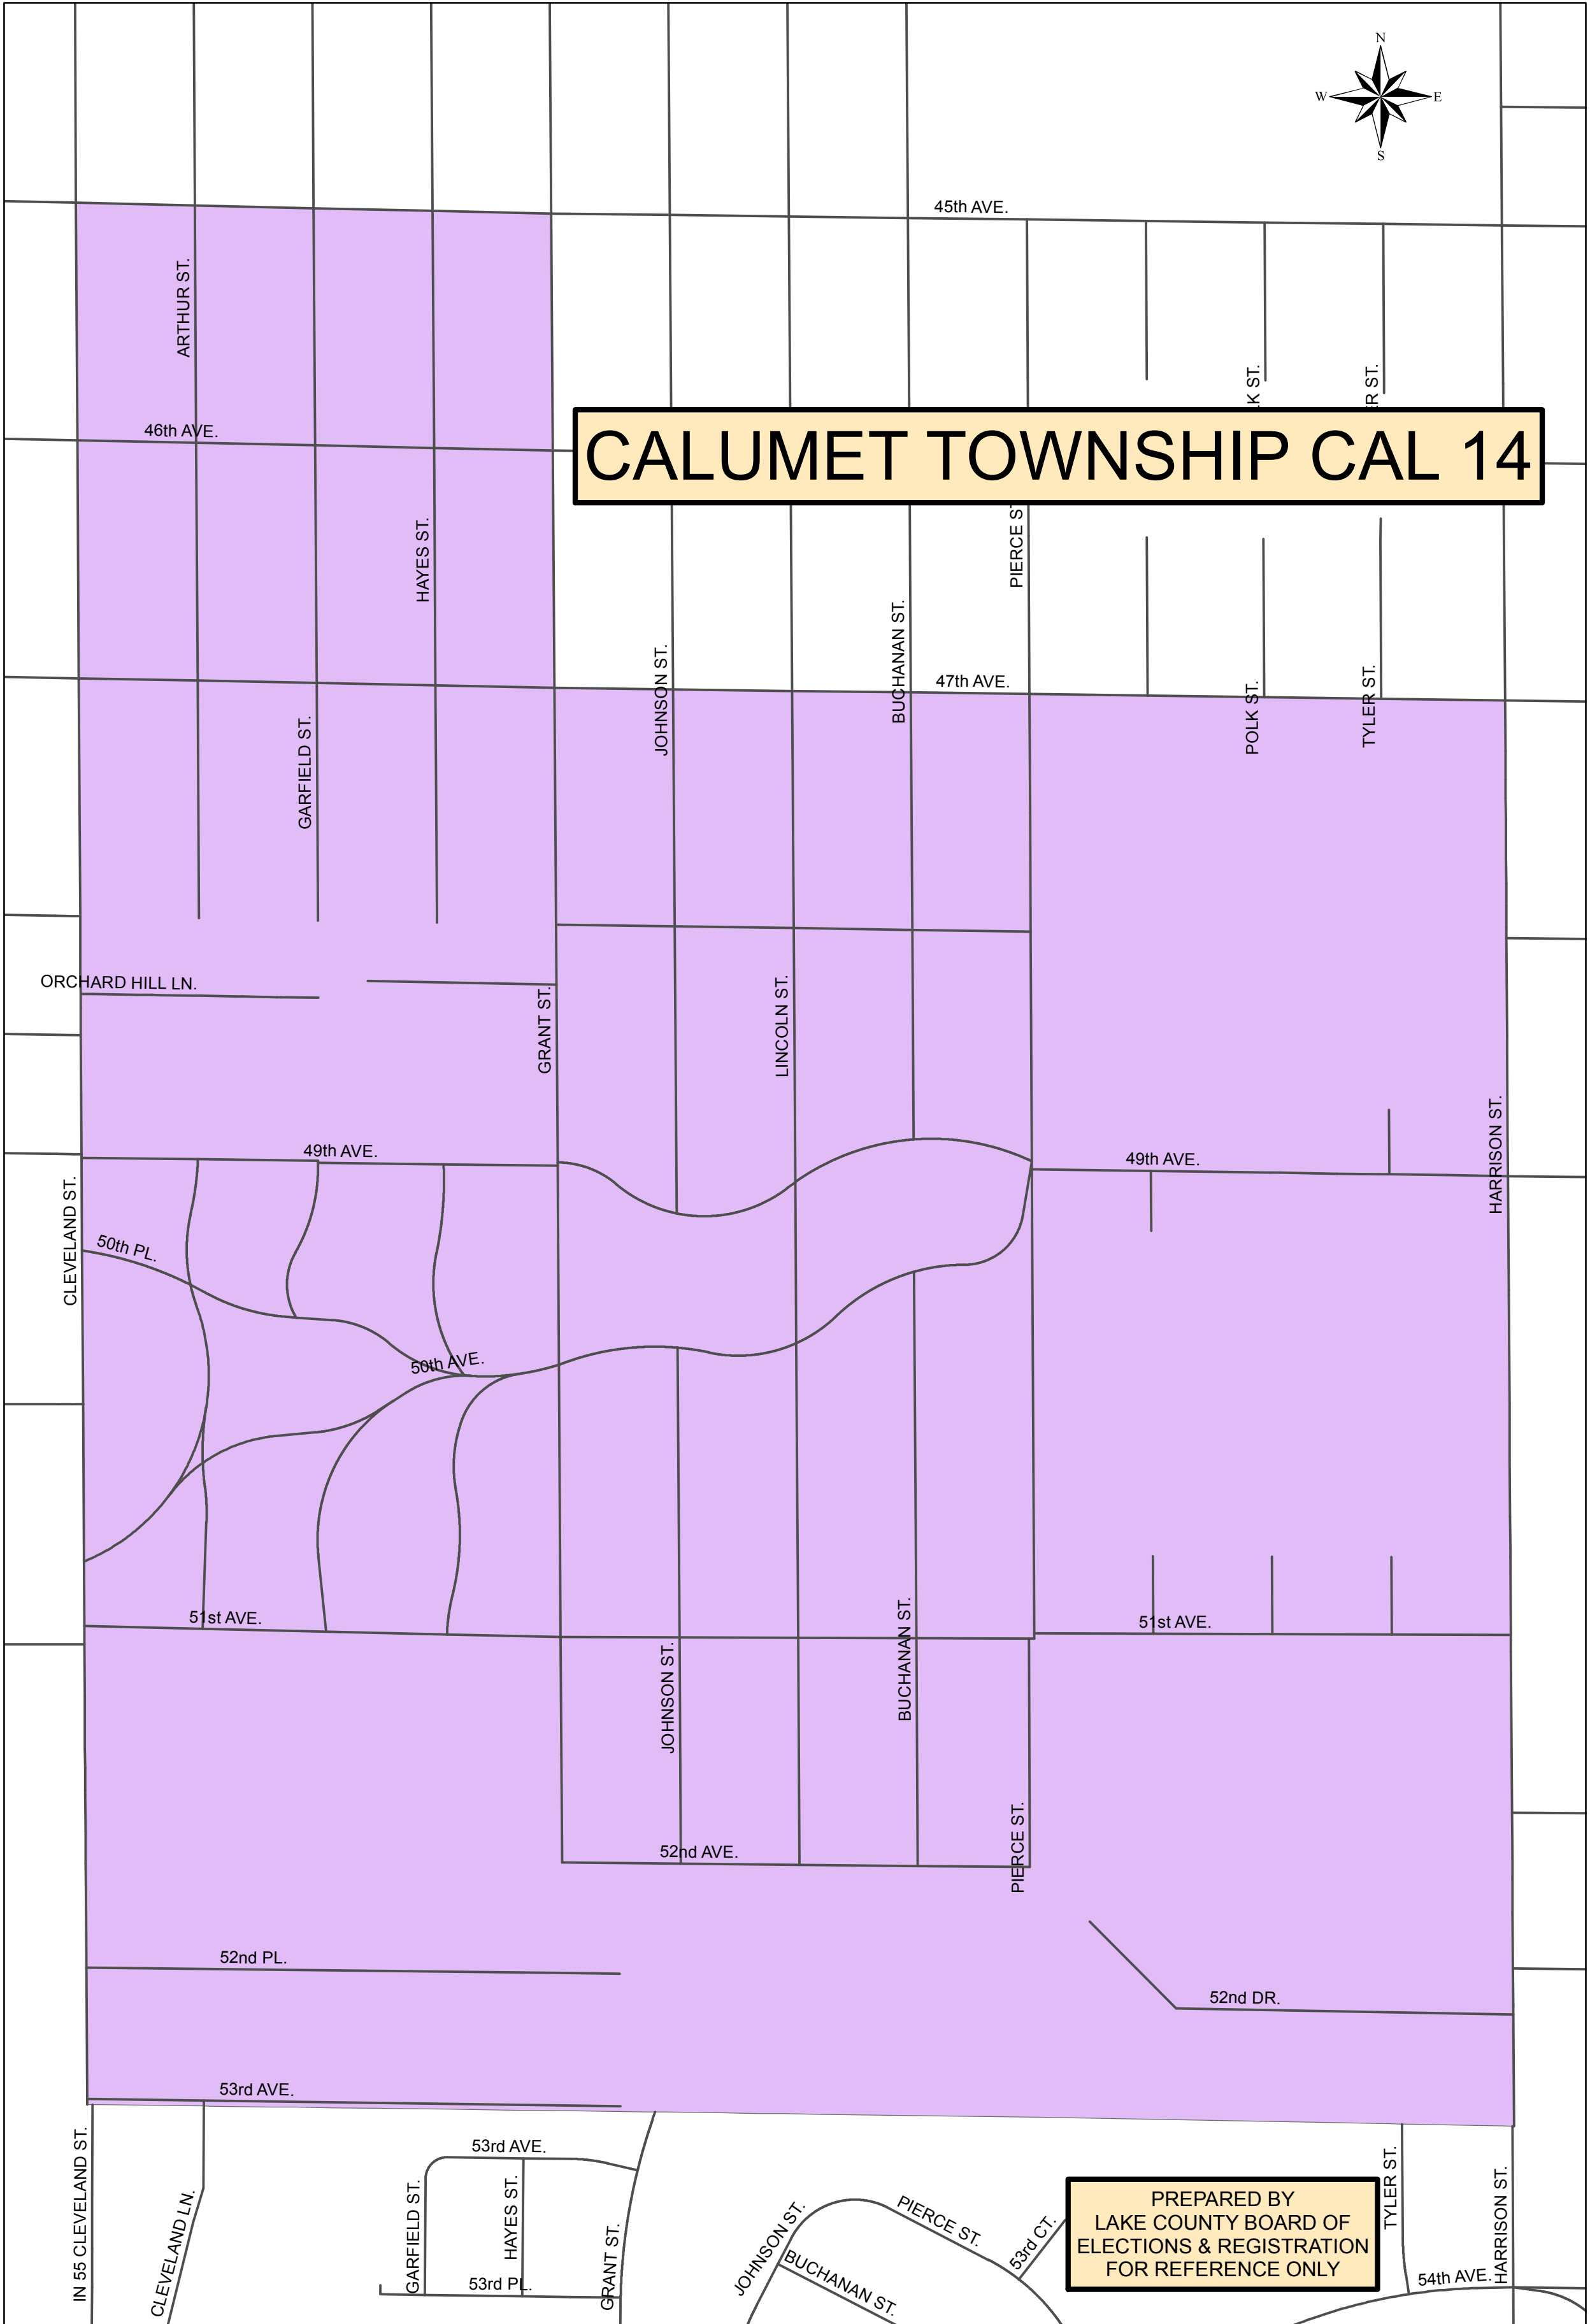 N
W E
S
45th AVE.
ARTHUR ST.
LK ST.
ER ST.
46th AVE.
CALUMET TOWNSHIP CAL 14
HAYES ST.
PIERCE ST
BUCHANAN ST.
JOHNSON ST.
47th AVE.
POLK ST.
TYLER ST.
GARFIELD ST.
ORCHARD HILL LN.
GRANT ST.
LINCOLN ST.
49th AVE.
49th AVE.
HARRISON ST.
CLEVELAND ST.
50th PL.
50th AVE.
51st AVE.
51st AVE.
JOHNSON ST.
BUCHANAN ST.
52nd AVE.
PIERCE ST.
52nd PL.
52nd DR.
53rd AVE.
IN 55 CLEVELAND ST.
CLEVELAND LN.
53rd AVE.
GARFIELD ST.
HAYES ST.
GRANT ST.
53rd PL.
JOHNSON ST.
PIERCE ST.
BUCHANAN ST.
53rd CT.
PREPARED BY
LAKE COUNTY BOARD OF
ELECTIONS & REGISTRATION
FOR REFERENCE ONLY
TYLER ST.
HARRISON ST.
54th AVE.